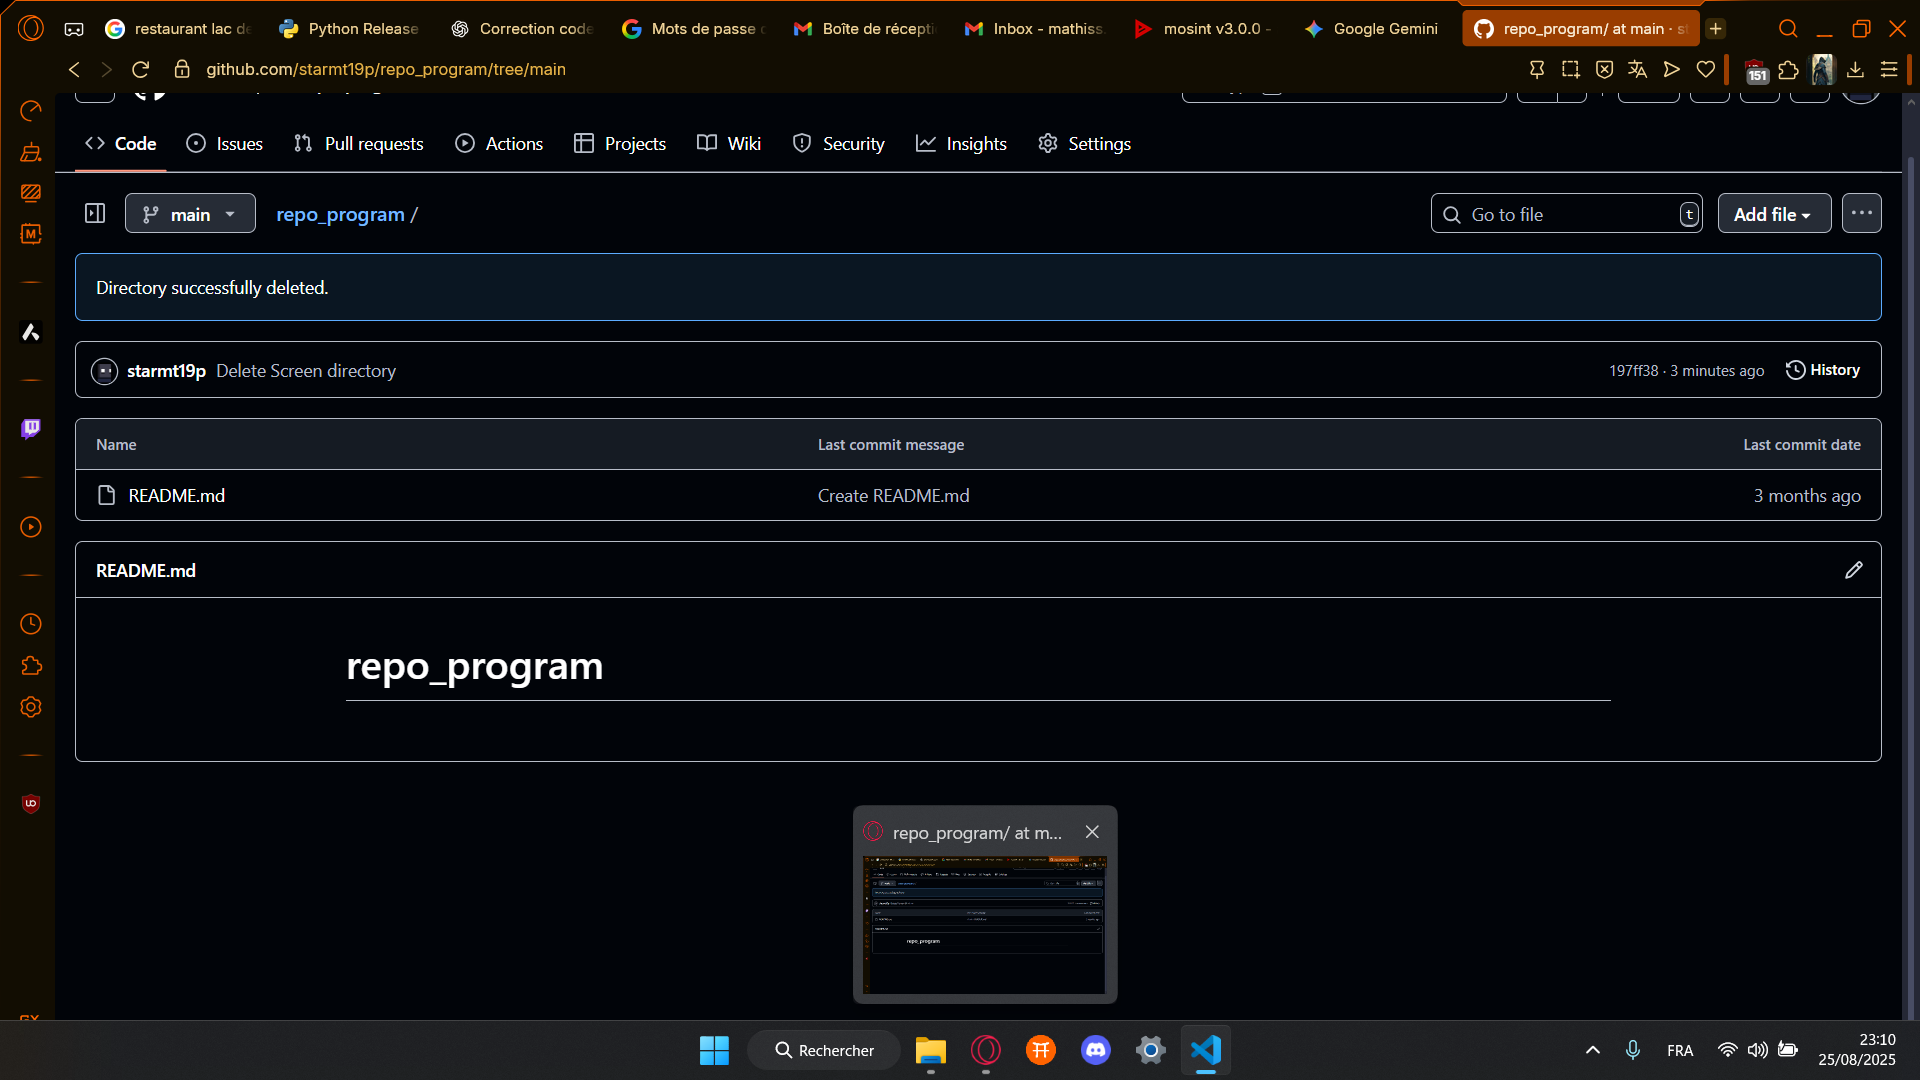 restaurant lac de
Python Release
Correction code
Mots de passe
Boîte de récepti
Inbox - mathiss.
mosint v3.0.0 -
Google Gemini
repo_program/ at main · s
github.com/starmt19p/repo_program/tree/main
151
Code
Issues
Pull requests
Actions
Projects
Wiki
Security
Insights
Settings
M
main
repo_program /
Go to file
t
Add file
Directory successfully deleted.
starmt19p Delete Screen directory
197ff38 · 3 minutes ago
History
Name
Last commit message
Last commit date
README.md
Create README.md
3 months ago
README.md
repo_program
repo_program/ at m...
repo_program
Rechercher
FRA
23:10
25/08/2025